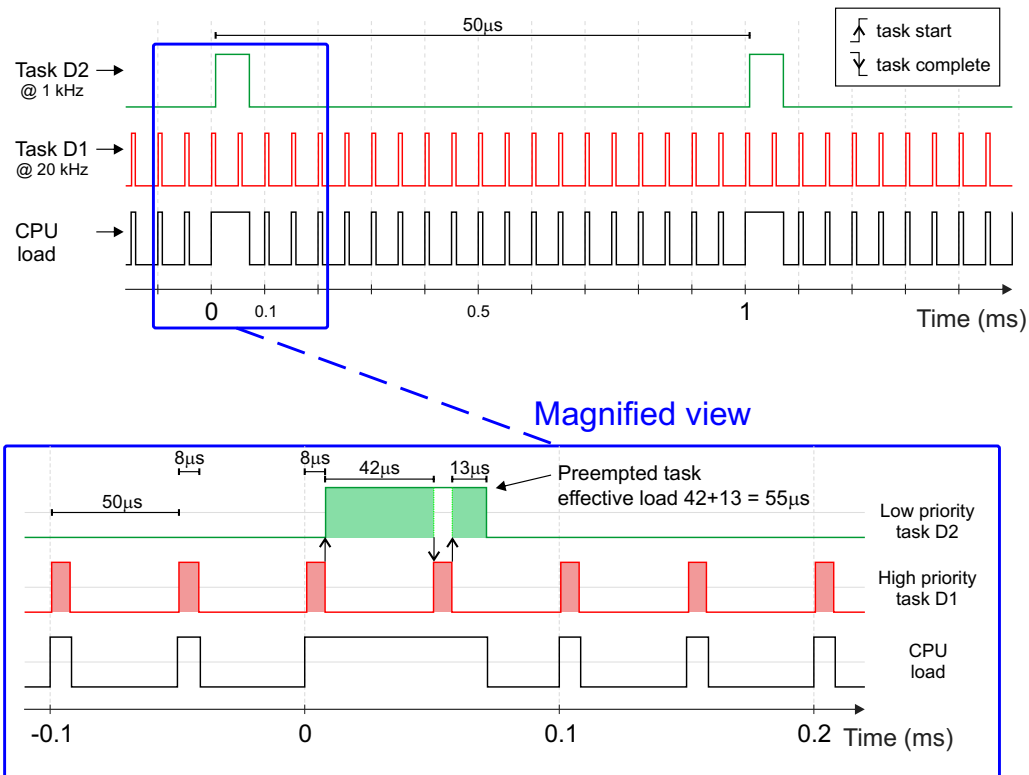 50µs
task start
task complete
Task D2
@ 1 kHz
Task D1
@ 20 kHz
CPU
load
0
0.1
0.5
1
Time (ms)
Magnified view
8µs
8µs
42µs
13µs
Preempted task
effective load 42+13 = 55µs
50µs
Low priority
task D2
High priority
task D1
CPU
load
-0.1
0
0.1
0.2
Time (ms)